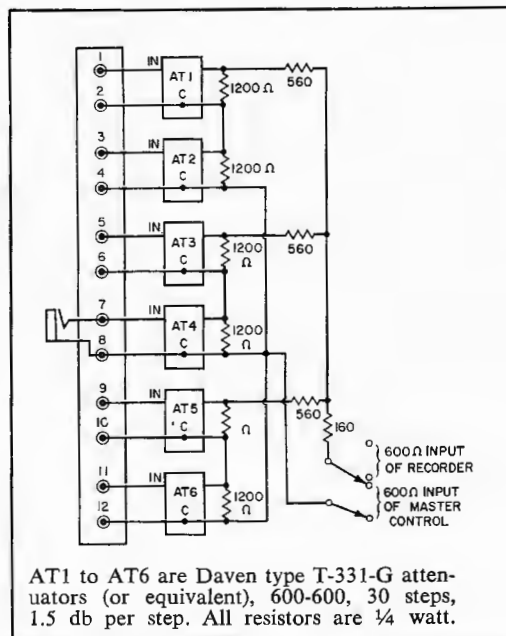 1 IN AT1 C 1200 Ω 560
2
3 IN AT2 C 1200 Ω
4
5 IN AT3 C 1200 Ω 560
6
7 IN AT4 C 1200 Ω
8
9 IN AT5 C Ω 560
10
160
600 Ω INPUT
OF RECORDER
11 IN AT6 C 1200 Ω
12
600 Ω INPUT
OF MASTER
CONTROL
AT1 to AT6 are Daven type T-331-G atten-
uators (or equivalent), 600-600, 30 steps,
1.5 db per step. All resistors are ¼ watt.